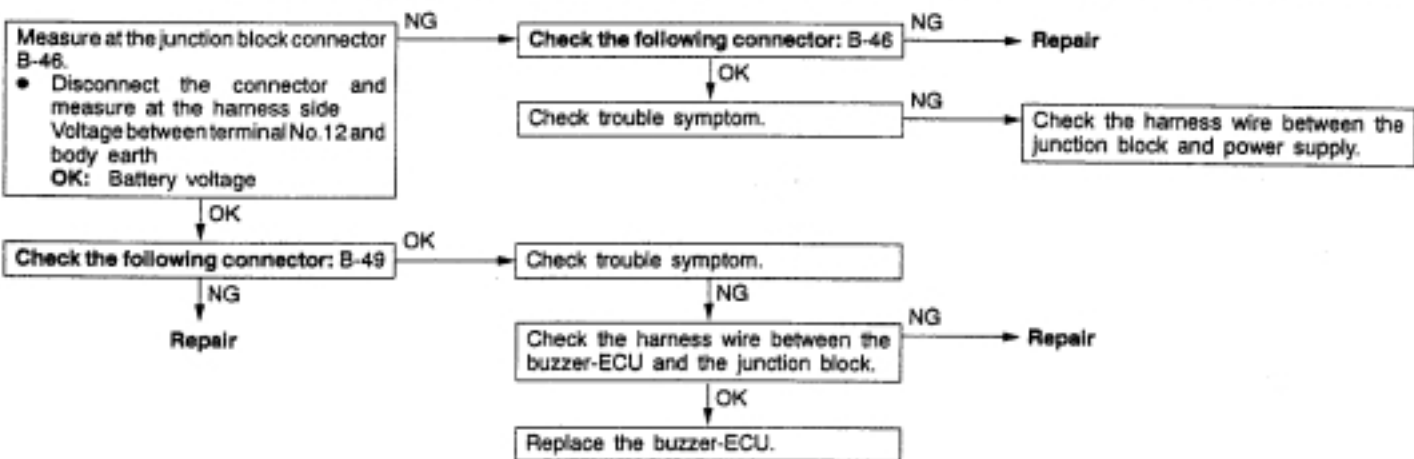 Measure at the junction block connector
B-46.
● Disconnect the connector and
measure at the harness side
Voltage between terminal No.12 and
body earth
OK: Battery voltage
NG
Check the following connector: B-46
NG
Repair
OK
Check trouble symptom.
NG
Check the harness wire between the
junction block and power supply.
OK
Check the following connector: B-49
OK
Check trouble symptom.
NG
Repair
NG
Check the harness wire between the
buzzer-ECU and the junction block.
NG
Repair
OK
Replace the buzzer-ECU.